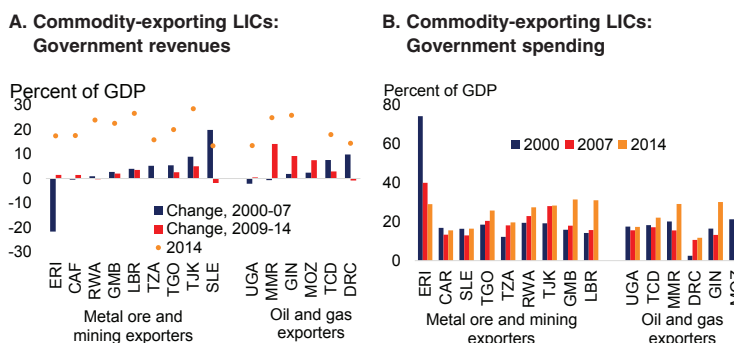 A. Commodity-exporting LICs:
Government revenues
Percent of GDP
30
20
10
0
-10
-20
-30
Change, 2000-07
Change, 2009-14
2014
ERI
CAF
RWA
GMB
LBR
TZA
TGO
TJK
SLE
UGA
MMR
GIN
MOZ
TCD
DRC
Metal ore and
mining exporters
Oil and gas
exporters
B. Commodity-exporting LICs:
Government spending
Percent of GDP
80
60
40
20
0
2000 2007 2014
ERI
CAR
SLE
TGO
TZA
RWA
TJK
GMB
LBR
UGA
TCD
MMR
DRC
GIN
MOZ
Metal ore and mining
exporters
Oil and gas
exporters